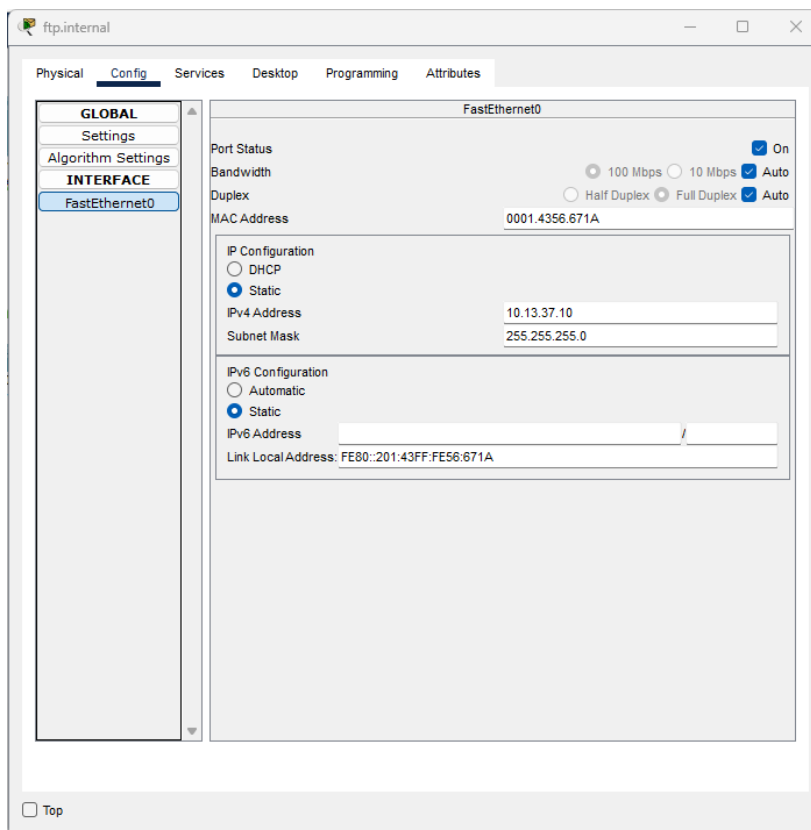 ftp.internal
Physical Config Services Desktop Programming Attributes
GLOBAL
Settings
Algorithm Settings
INTERFACE
FastEthernet0
FastEthernet0
Port Status On
Bandwidth 100 Mbps 10 Mbps Auto
Duplex Half Duplex Full Duplex Auto
MAC Address 0001.4356.671A
IP Configuration
DHCP
Static
IPv4 Address 10.13.37.10
Subnet Mask 255.255.255.0
IPv6 Configuration
Automatic
Static
IPv6 Address /
Link Local Address: FE80::201:43FF:FE56:671A
Top